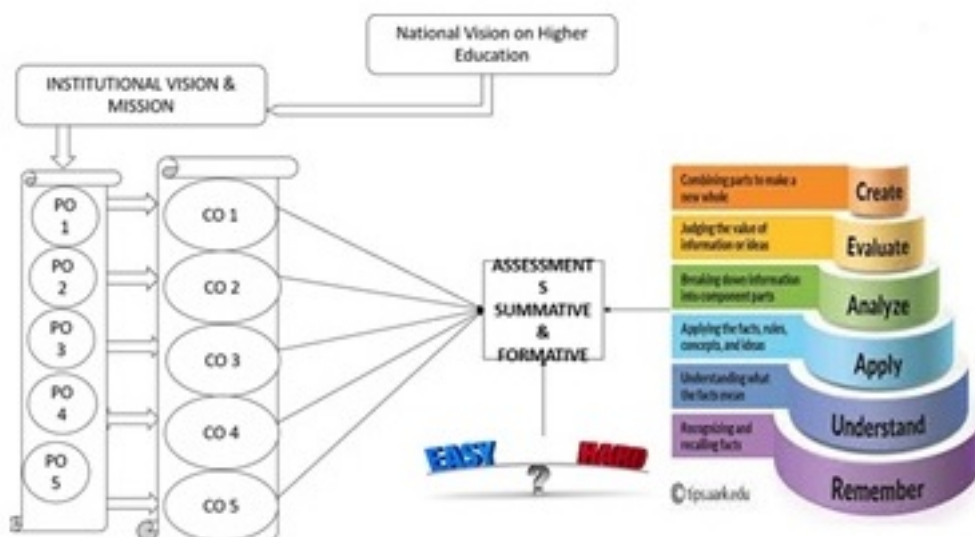 National Vision on Higher
Education
INSTITUTIONAL VISION &
MISSION
PO
1
PO
2
PO
3
PO
4
PO
5
CO 1
CO 2
CO 3
CO 4
CO 5
ASSESSMENT
S
SUMMATIVE
&
FORMATIVE
EASY
HARD
?
Combining parts to make a
new whole
Create
Judging the value of
information or ideas
Evaluate
Breaking down information
into component parts
Analyze
Applying the facts, rules,
concepts, and ideas
Apply
Understanding what
the facts mean
Understand
Recognizing and
recalling facts
Remember
©tips.uark.edu